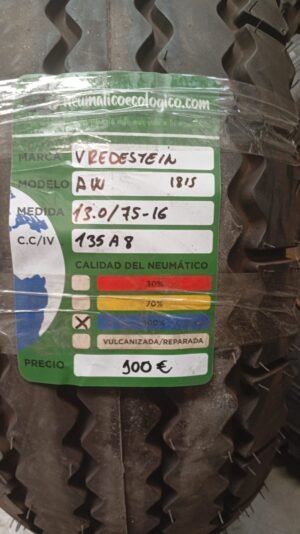 neumaticoecologico.com
MARCA VREDESTEIN
MODELO AW 1815
MEDIDA 13.0/75-16
C.C/IV 135 A8
CALIDAD DEL NEUMÁTICO
30%
70%
100%
VULCANIZADA/REPARADA
PRECIO 100 €